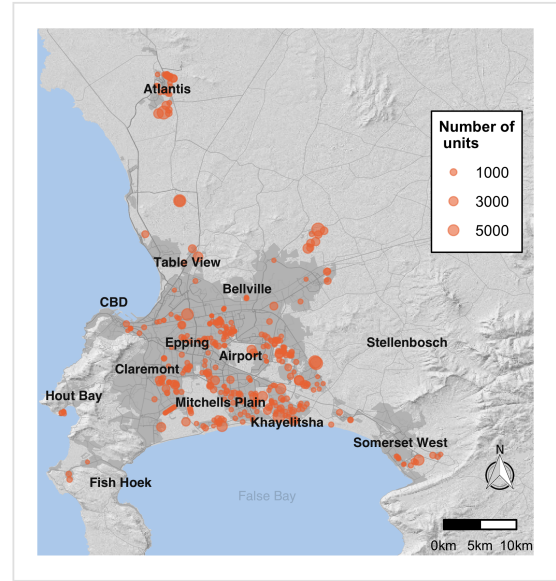 Atlantis
Number of
units
1000
3000
5000
Table View
Bellville
CBD
Epping
Stellenbosch
Airport
Claremont
Hout Bay
Mitchells Plain
Khayelitsha
Somerset West
N
Fish Hoek
False Bay
0km 5km 10km